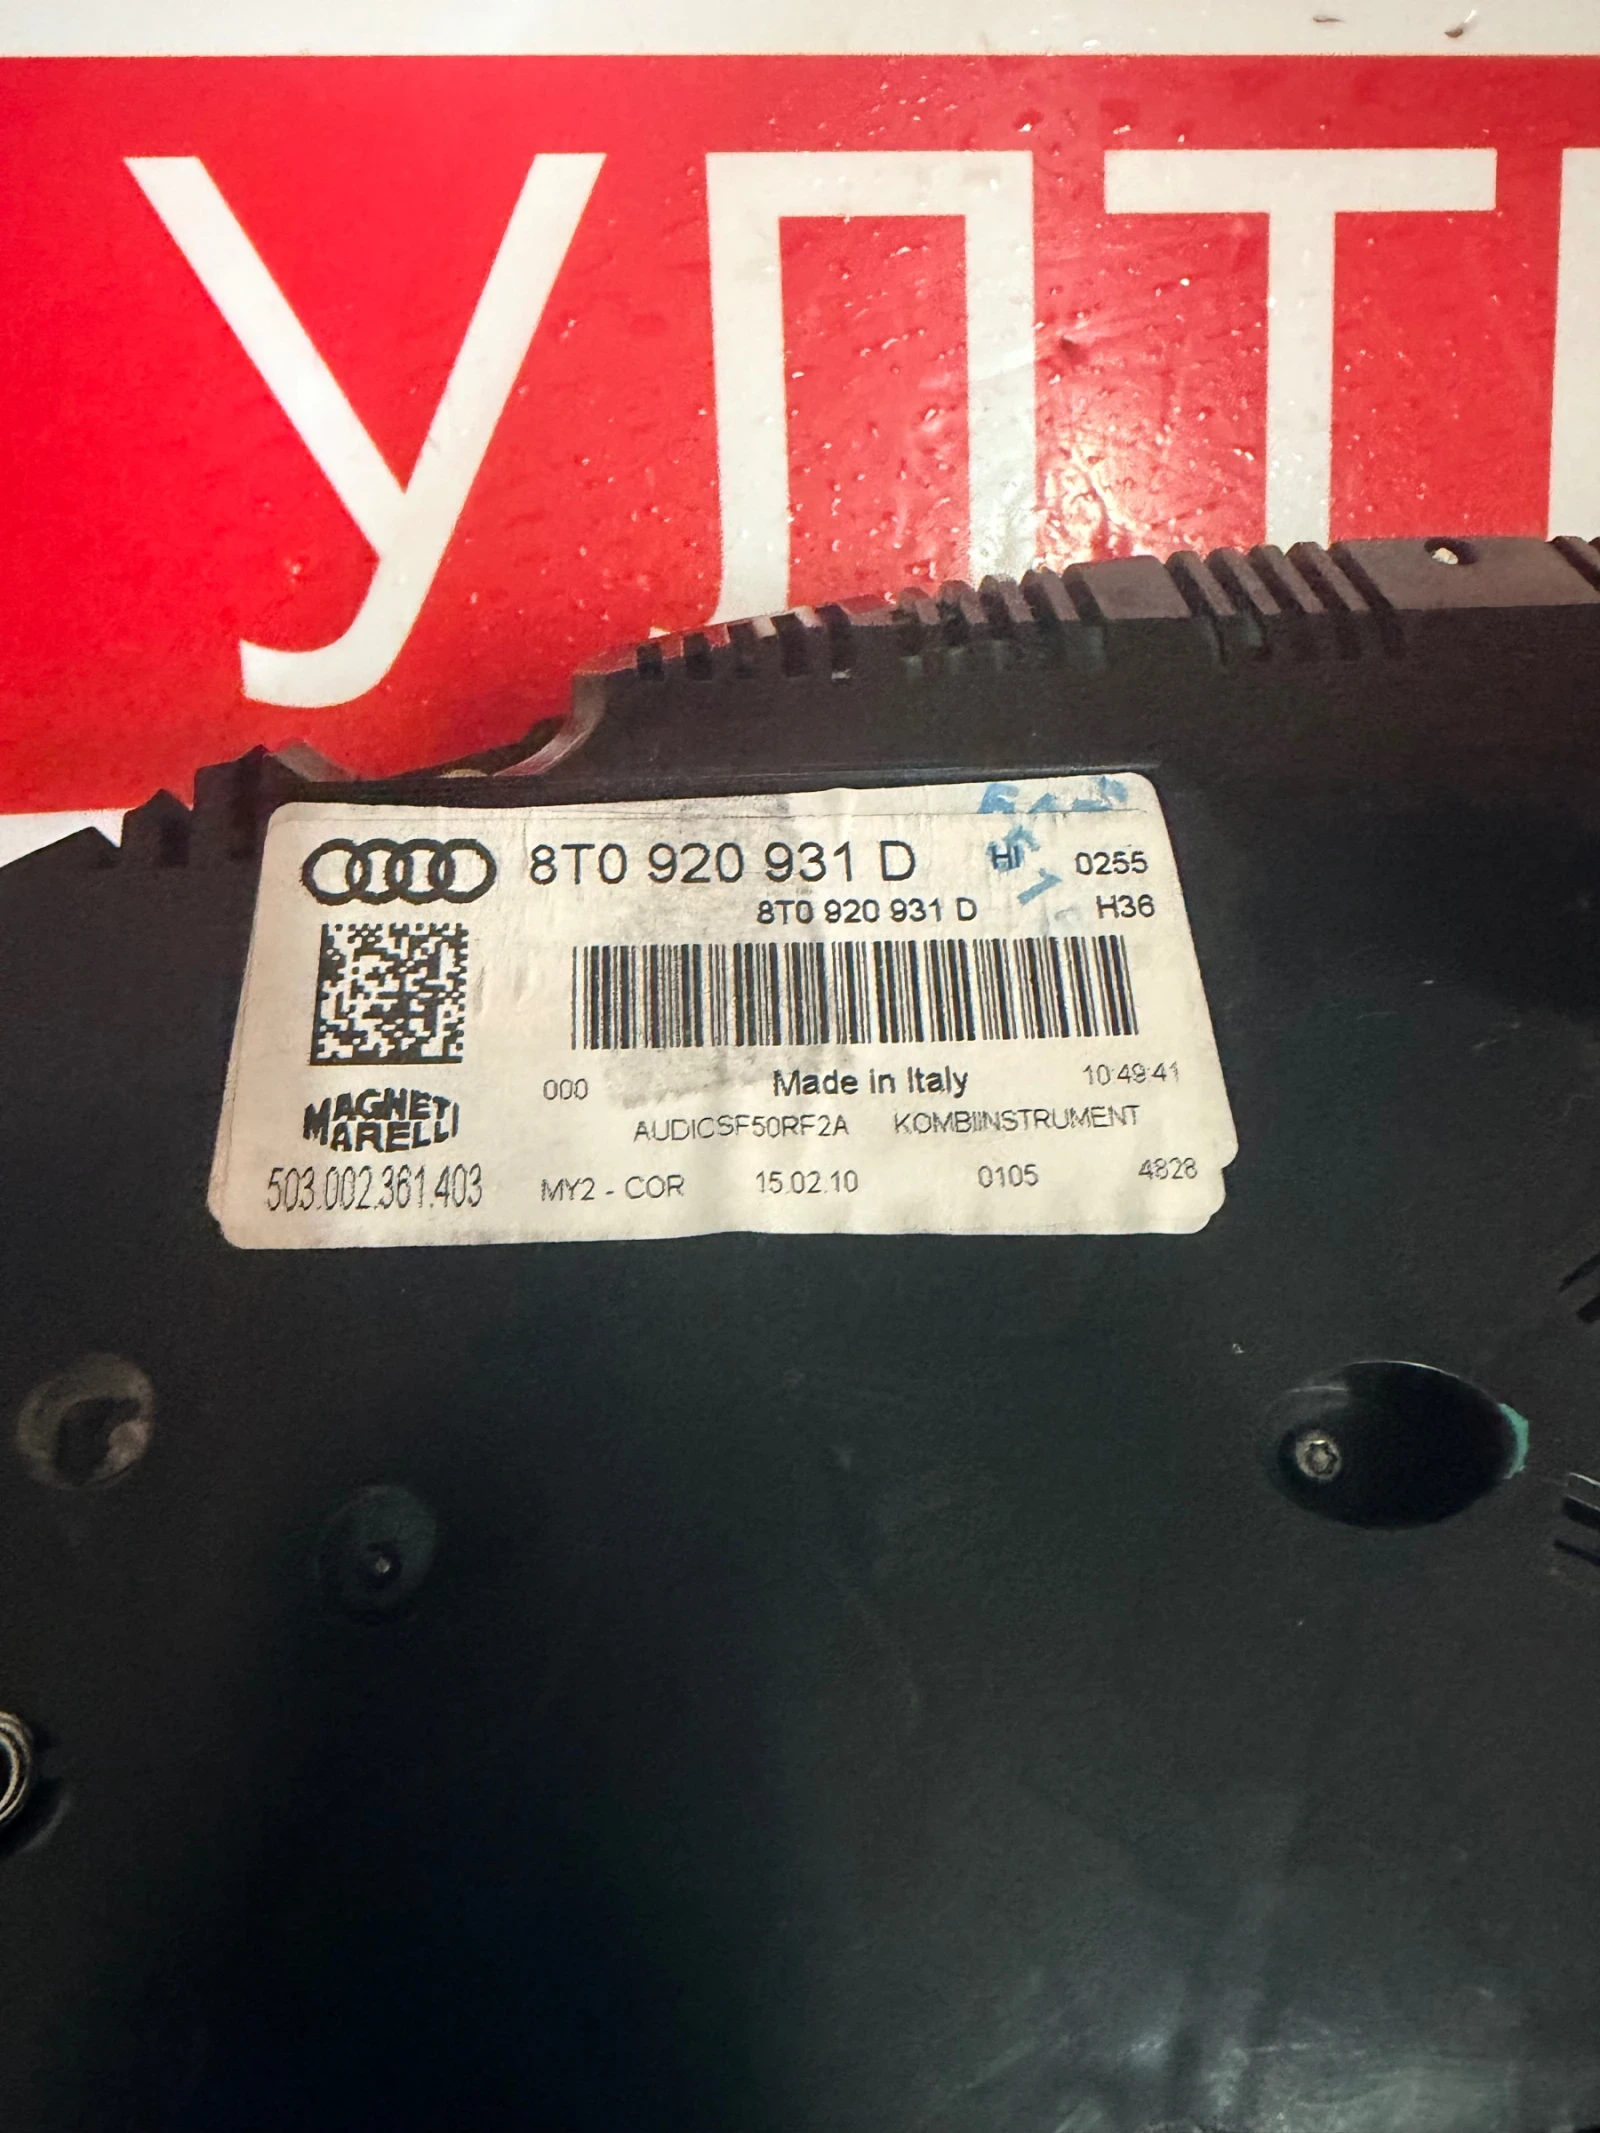 УПТ
8T0 920 931 D HI 0255
8T0 920 931 D H36
000 Made in Italy 10:49:41
MAGNETI
MARELLI
AUDICSF50RF2A KOMBIINSTRUMENT
503.002.361.403 MY2 - COR 15.02.10 0105 4828